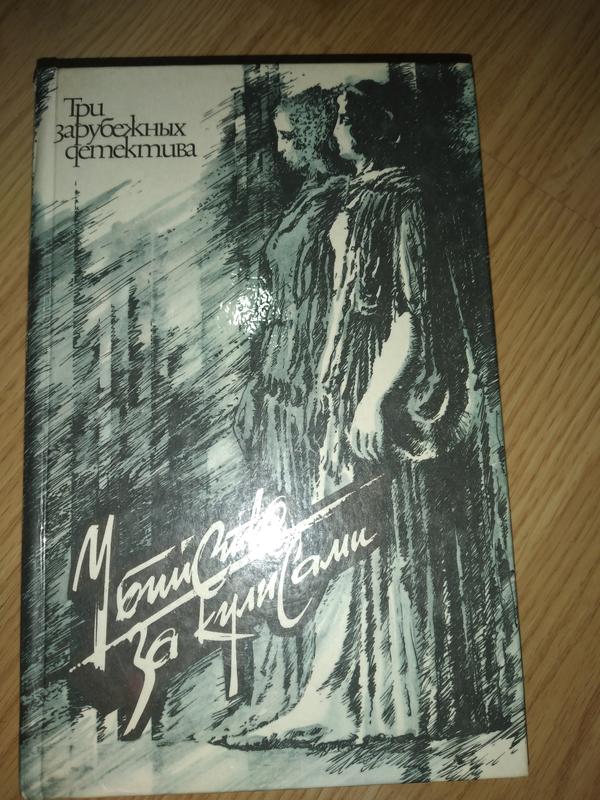 Три
зарубежных
детектива
Убийство
за кулисами